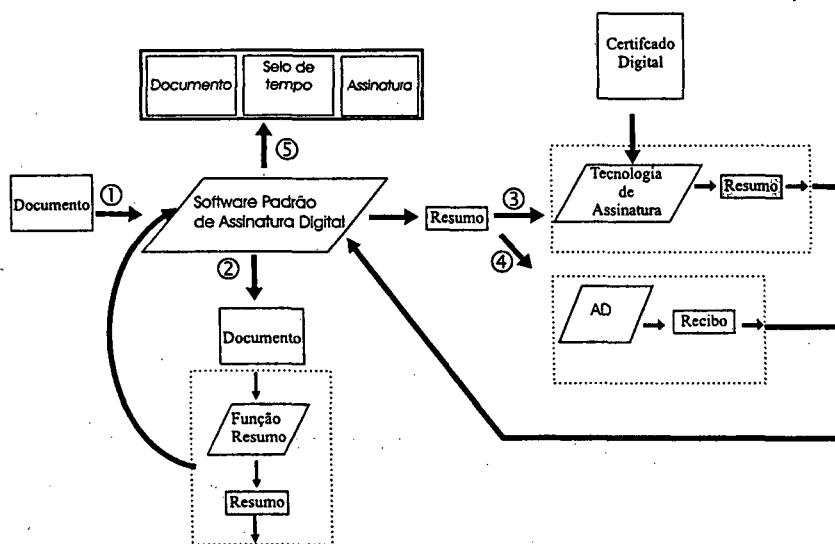 Certifcado
Digital
Documento
Selo de
tempo
Assinatura
⑤
Documento
①
Software Padrão
de Assinatura Digital
Resumo
③
Tecnologia
de
Assinatura
Resumo
④
②
AD
Recibo
Documento
Função
Resumo
Resumo